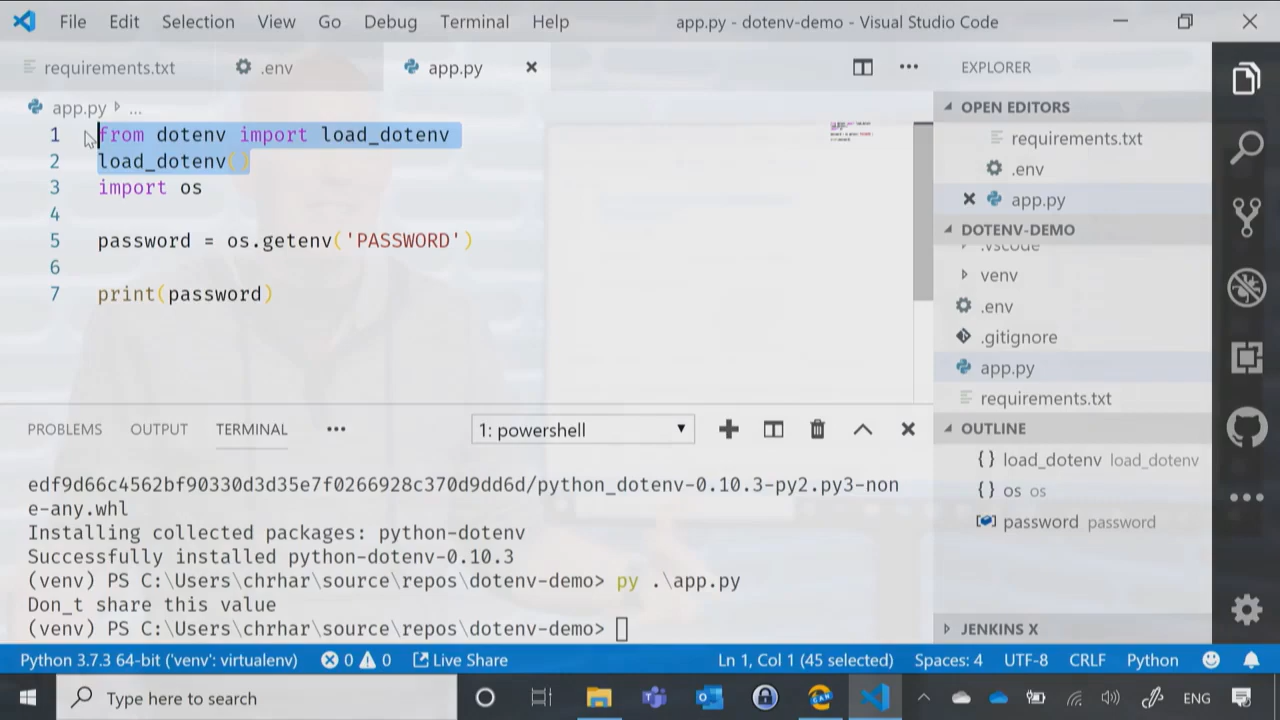 File Edit Selection View Go Debug Terminal Help app.py - dotenv-demo - Visual Studio Code
requirements.txt .env app.py
app.py ...
1 from dotenv import load_dotenv
2 load_dotenv()
3 import os
4
5 password = os.getenv('PASSWORD')
6
7 print(password)
EXPLORER
OPEN EDITORS
requirements.txt
.env
app.py
DOTENV-DEMO
.vscode
venv
.env
.gitignore
app.py
requirements.txt
OUTLINE
load_dotenv load_dotenv
os os
password password
JENKINS X
PROBLEMS OUTPUT TERMINAL 1: powershell
edf9d66c4562bf90330d3d35e7f0266928c370d9dd6d/python_dotenv-0.10.3-py2.py3-non
e-any.whl
Installing collected packages: python-dotenv
Successfully installed python-dotenv-0.10.3
(venv) PS C:\Users\chrhar\source\repos\dotenv-demo> py .\app.py
Don_t share this value
(venv) PS C:\Users\chrhar\source\repos\dotenv-demo>
Python 3.7.3 64-bit ('venv': virtualenv) 0 0 Live Share Ln 1, Col 1 (45 selected) Spaces: 4 UTF-8 CRLF Python
Type here to search ENG